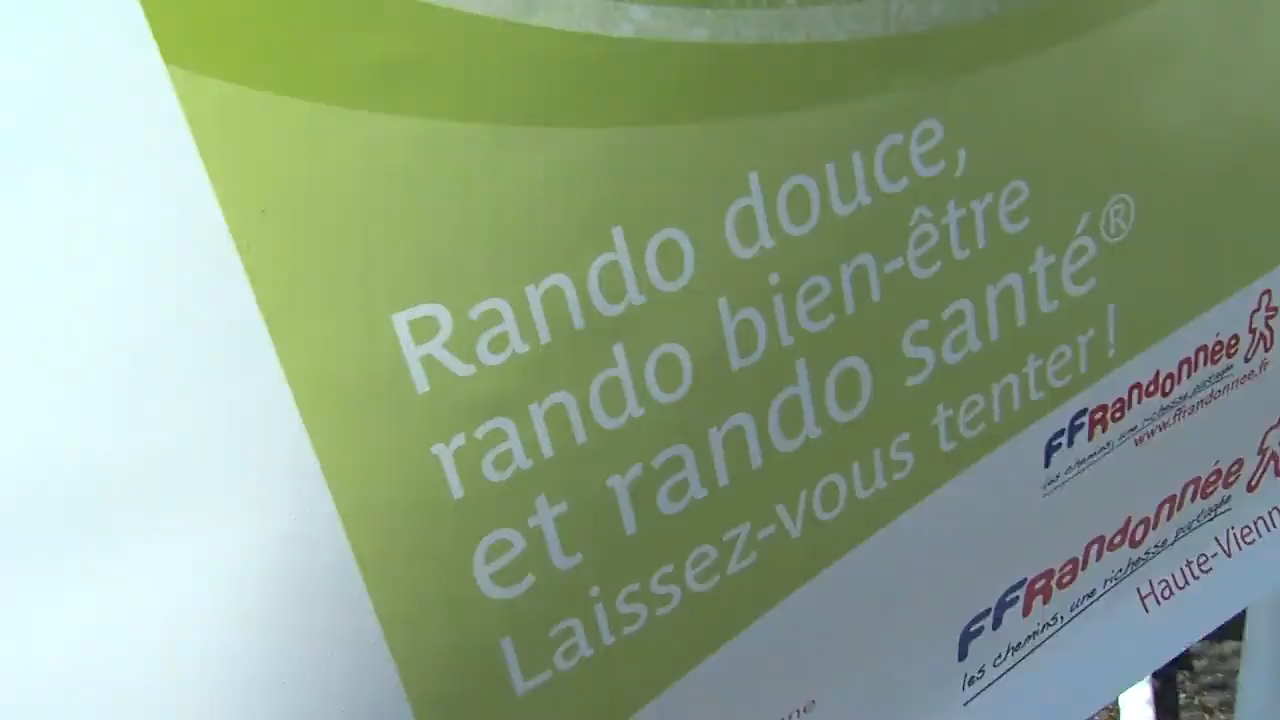 Rando douce,
rando bien-être
et rando santé®
Laissez-vous tenter !
FFRandonnée
les chemins, une richesse partagée
www.ffrandonnee.fr
FFRandonnée
les chemins, une richesse partagée
Haute-Vienn